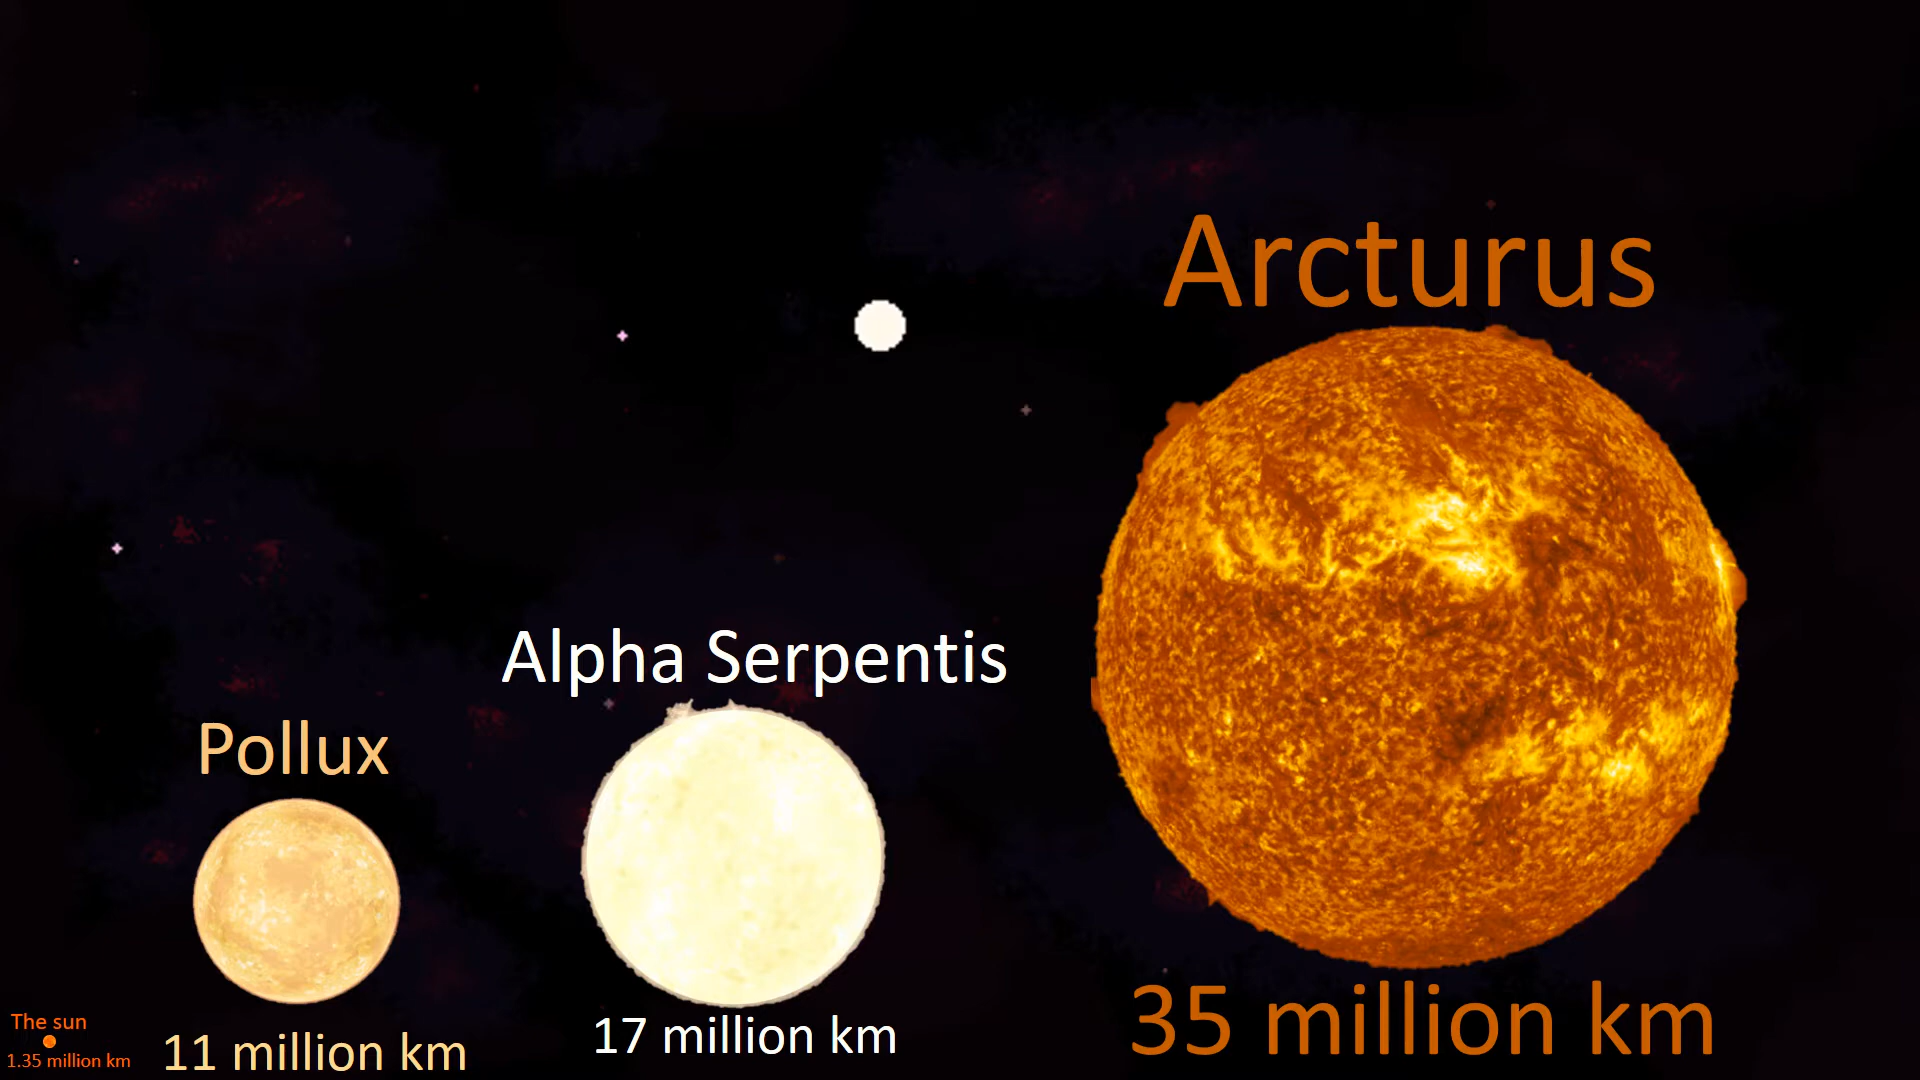 The sun
1.35 million km
Pollux
11 million km
Alpha Serpentis
17 million km
Arcturus
35 million km